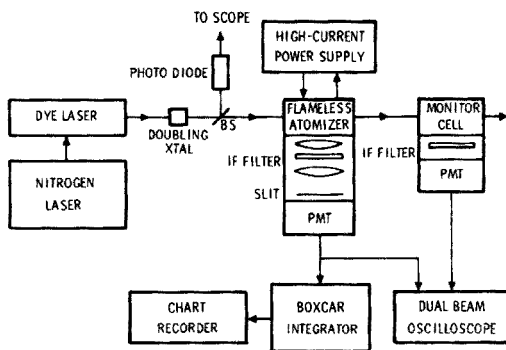 TO SCOPE
HIGH-CURRENT
POWER SUPPLY
PHOTO DIODE
DYE LASER
DOUBLING
XTAL
BS
FLAMELESS
ATOMIZER
MONITOR
CELL
IF FILTER
IF FILTER
NITROGEN
LASER
SLIT
PMT
PMT
CHART
RECORDER
BOXCAR
INTEGRATOR
DUAL BEAM
OSCILLOSCOPE